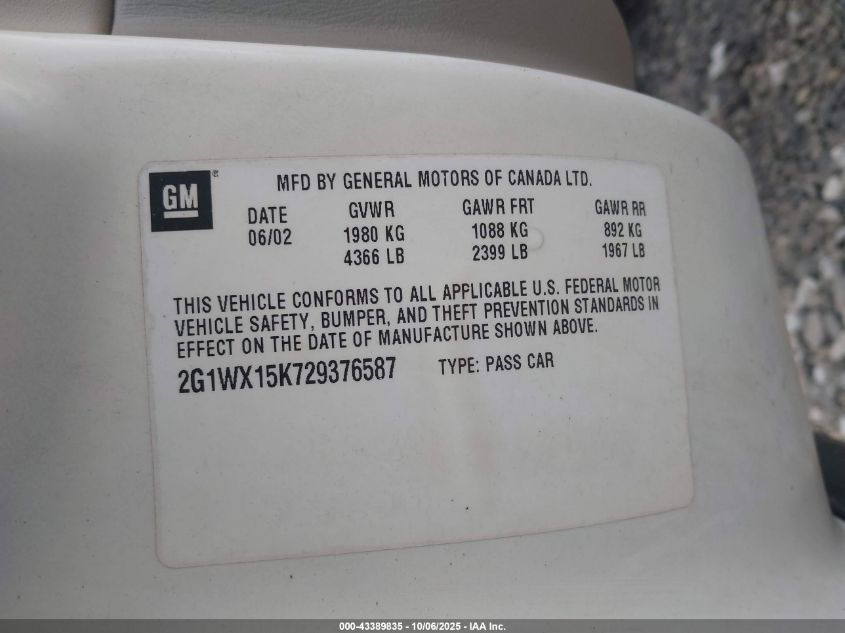 GM ®
MFD BY GENERAL MOTORS OF CANADA LTD.
DATE GVWR GAWR FRT GAWR RR
06/02 1980 KG 1088 KG 892 KG
4366 LB 2399 LB 1967 LB
THIS VEHICLE CONFORMS TO ALL APPLICABLE U.S. FEDERAL MOTOR
VEHICLE SAFETY, BUMPER, AND THEFT PREVENTION STANDARDS IN
EFFECT ON THE DATE OF MANUFACTURE SHOWN ABOVE.
2G1WX15K729376587 TYPE: PASS CAR
000-43389835 - 10/06/2025 - IAA Inc.